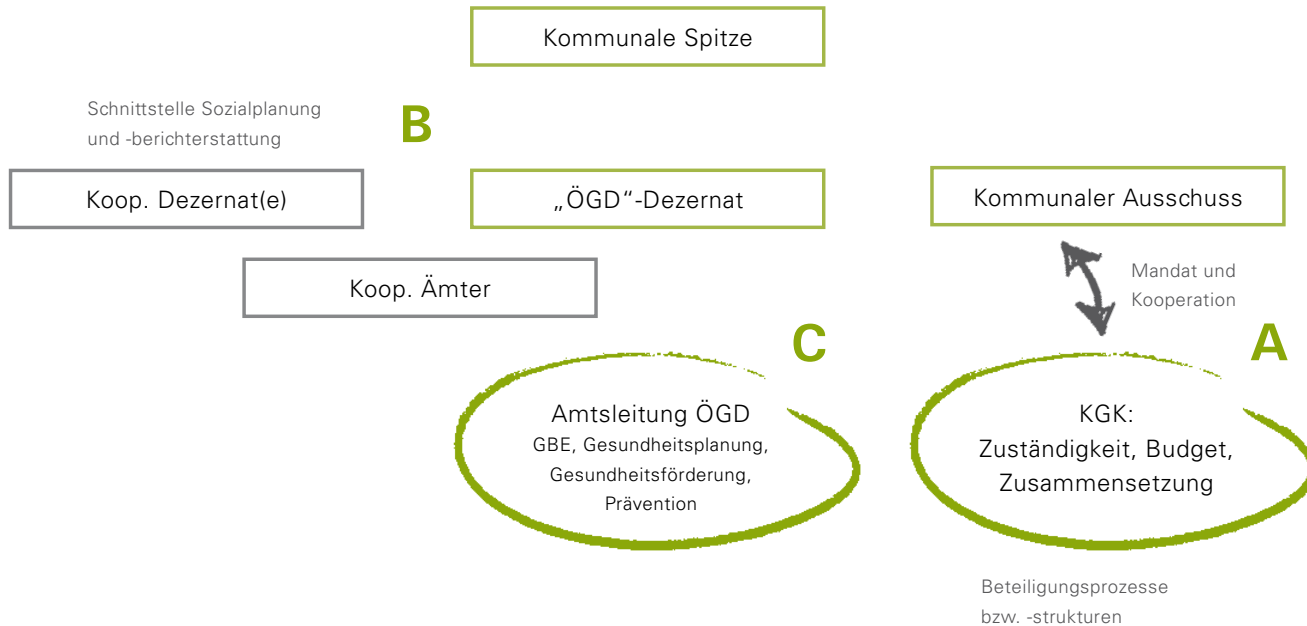 Kommunale Spitze
Schnittstelle Sozialplanung
und -berichterstattung
B
Koop. Dezernat(e)
„ÖGD“-Dezernat
Kommunaler Ausschuss
Koop. Ämter
Mandat und
Kooperation
C
A
Amtsleitung ÖGD
GBE, Gesundheitsplanung,
Gesundheitsförderung,
Prävention
KGK:
Zuständigkeit, Budget,
Zusammensetzung
Beteiligungsprozesse
bzw. -strukturen